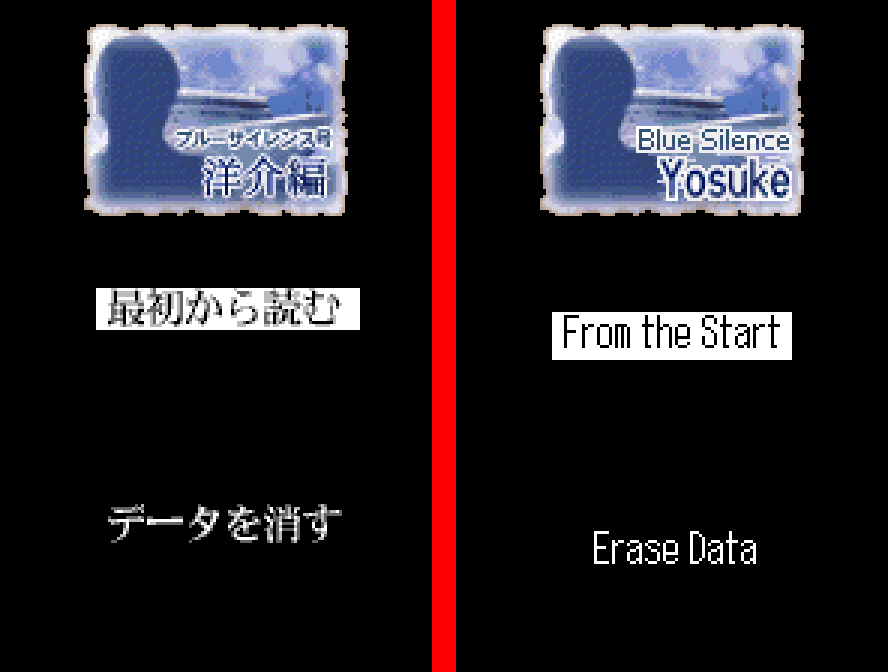 ブルーサイレンス号
洋介編
最初から読む
データを消す
Blue Silence
Yosuke
From the Start
Erase Data